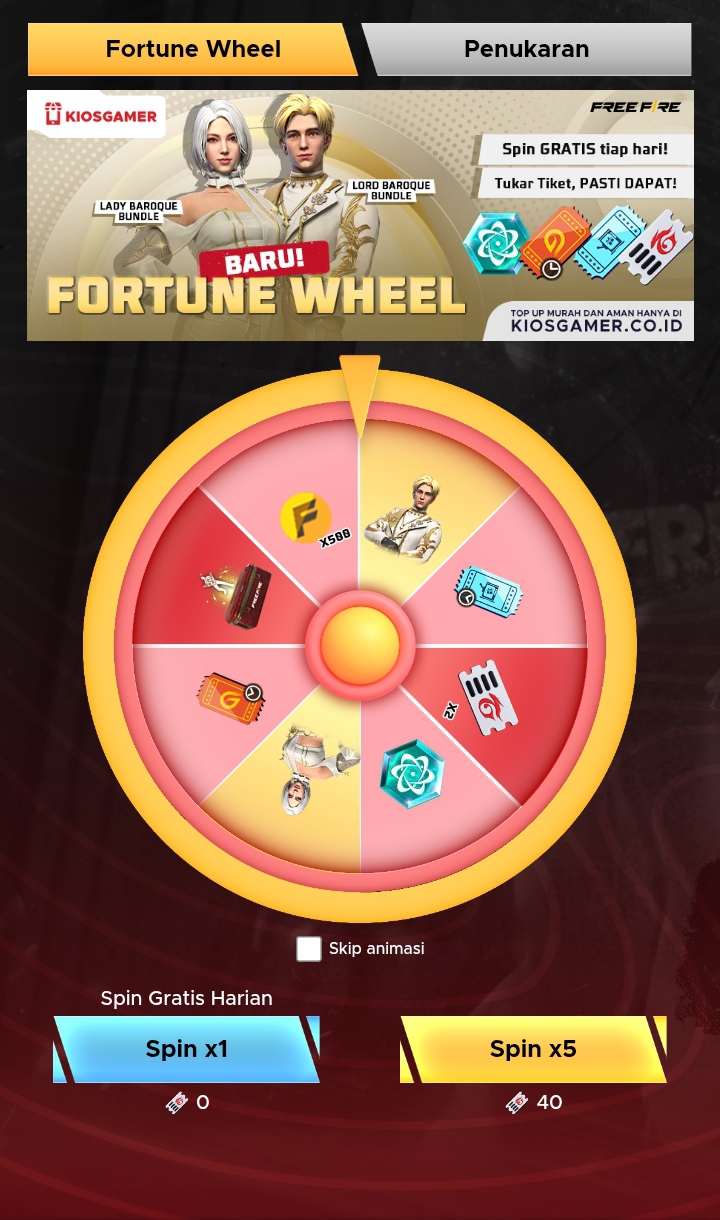 Fortune Wheel
Penukaran
KIOSGAMER
FREE FIRE
Spin GRATIS tiap hari!
Tukar Tiket, PASTI DAPAT!
LADY BAROQUE
BUNDLE
LORD BAROQUE
BUNDLE
BARU!
FORTUNE WHEEL
TOP UP MURAH DAN AMAN HANYA DI
KIOSGAMER.CO.ID
X500
FREE FIRE
X2
Skip animasi
Spin Gratis Harian
Spin x1
Spin x5
0
40